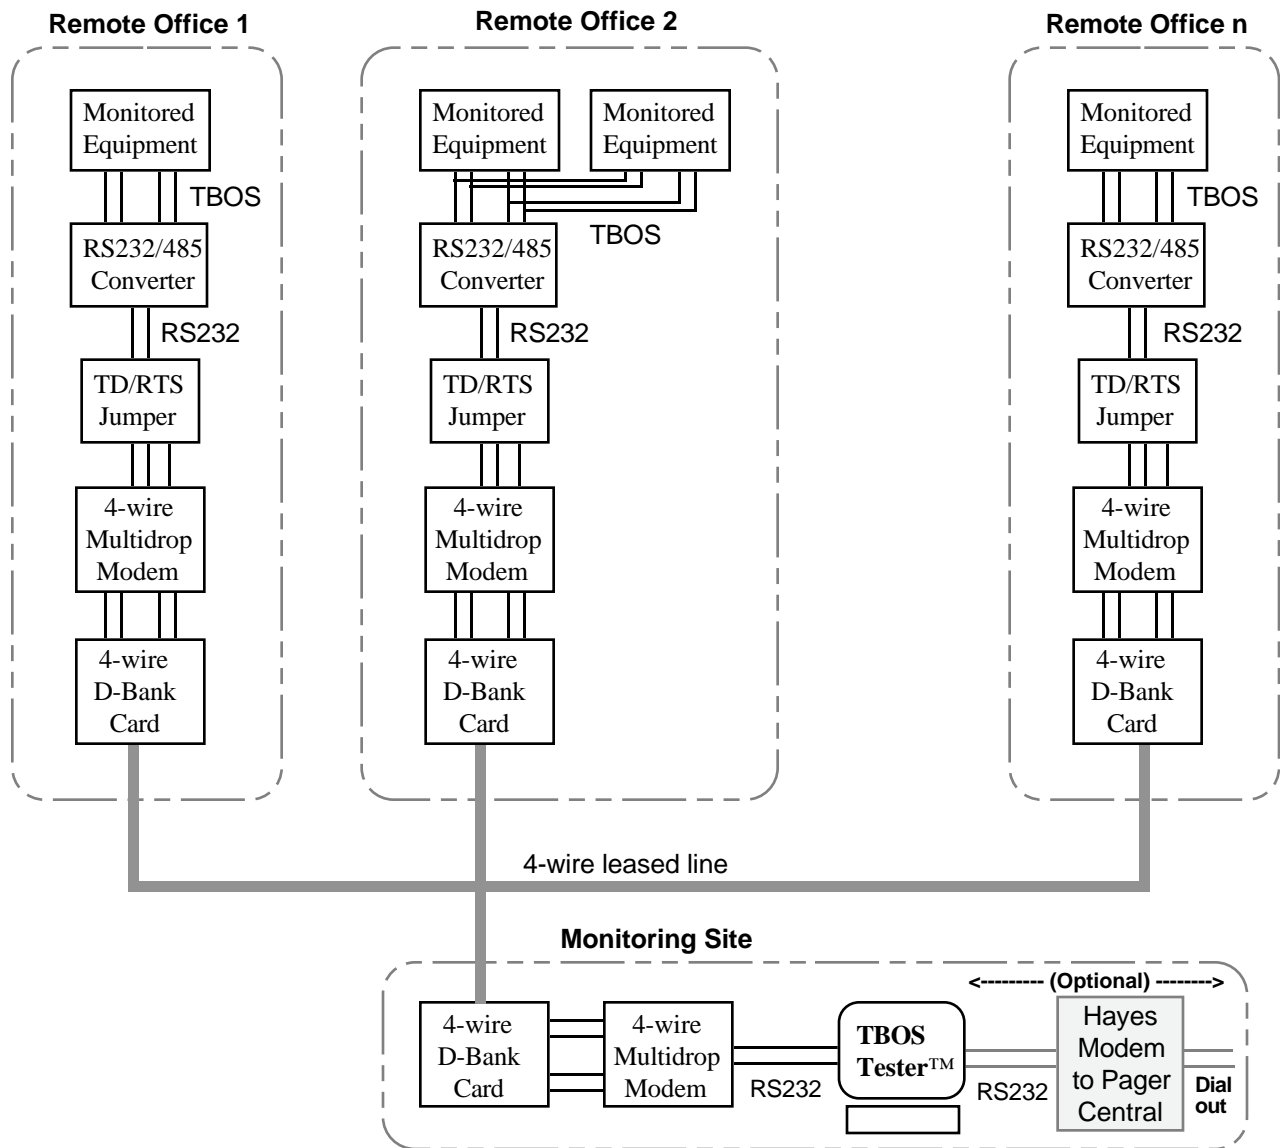 Remote Office 1
Monitored
Equipment
TBOS
RS232/485
Converter
RS232
TD/RTS
Jumper
4-wire
Multidrop
Modem
4-wire
D-Bank
Card
Remote Office 2
Monitored
Equipment
Monitored
Equipment
TBOS
RS232/485
Converter
RS232
TD/RTS
Jumper
4-wire
Multidrop
Modem
4-wire
D-Bank
Card
Remote Office n
Monitored
Equipment
TBOS
RS232/485
Converter
RS232
TD/RTS
Jumper
4-wire
Multidrop
Modem
4-wire
D-Bank
Card
4-wire leased line
Monitoring Site
4-wire
D-Bank
Card
4-wire
Multidrop
Modem
RS232
TBOS
Tester™
<--------- (Optional) -------->
RS232
Hayes
Modem
to Pager
Central
Dial
out